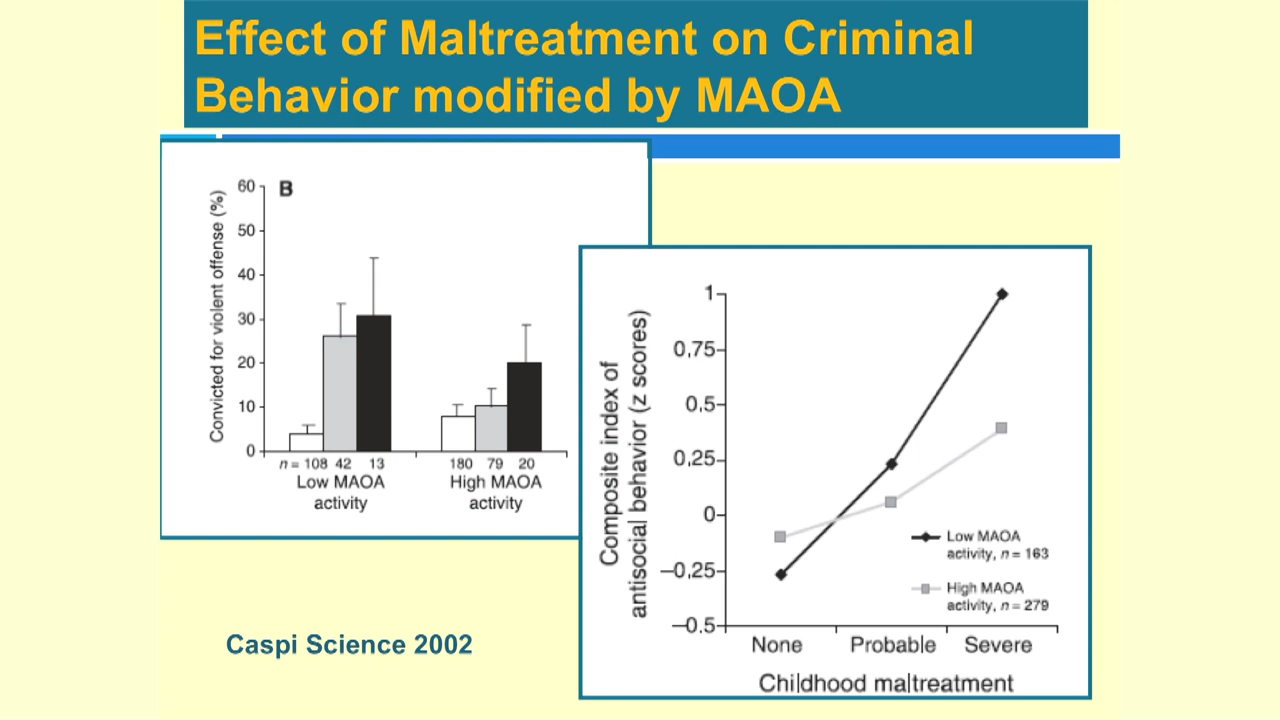 Effect of Maltreatment on Criminal
Behavior modified by MAOA
B
Convicted for violent offense (%)
60
50
40
30
20
10
0
n = 108 42 13
180 79 20
Low MAOA
activity
High MAOA
activity
Composite index of
antisocial behavior (z scores)
1
0,75
0,5
0,25
0
–0,25
–0.5
Low MAOA
activity, n = 163
High MAOA
activity, n = 279
None Probable Severe
Childhood maltreatment
Caspi Science 2002